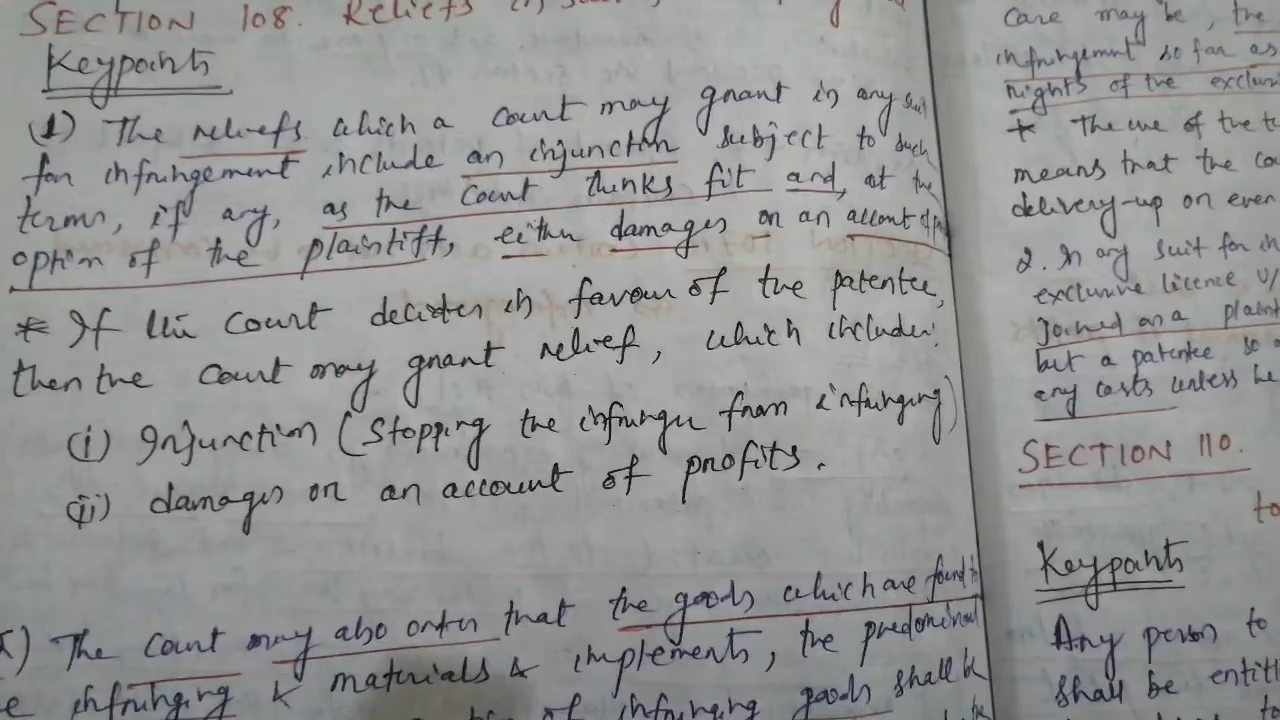 SECTION 108. Reliefs in
Keypoints
(1) The reliefs which a court may grant in any suit
for infringement include an injunction subject to such
terms, if any, as the Court thinks fit and, at the
option of the plaintiff, either damages or an account of
* If the Court decides in favour of the patentee,
then the Court may grant relief, which includes:
(i) Injunction (Stopping the infringer from infringing)
(ii) damages or an account of profits.
The Court may also order that the goods which are found
infringing & materials & implements, the predominant
of infringing goods shall be
Case may be, the
infringement so far as
rights of the
* The use of the
means that the
delivery-up or
2. In any suit for
exclusive licence
joined as a
but a patentee so
any costs unless he
SECTION 110.
to
Keypoints
Any person to
shall be